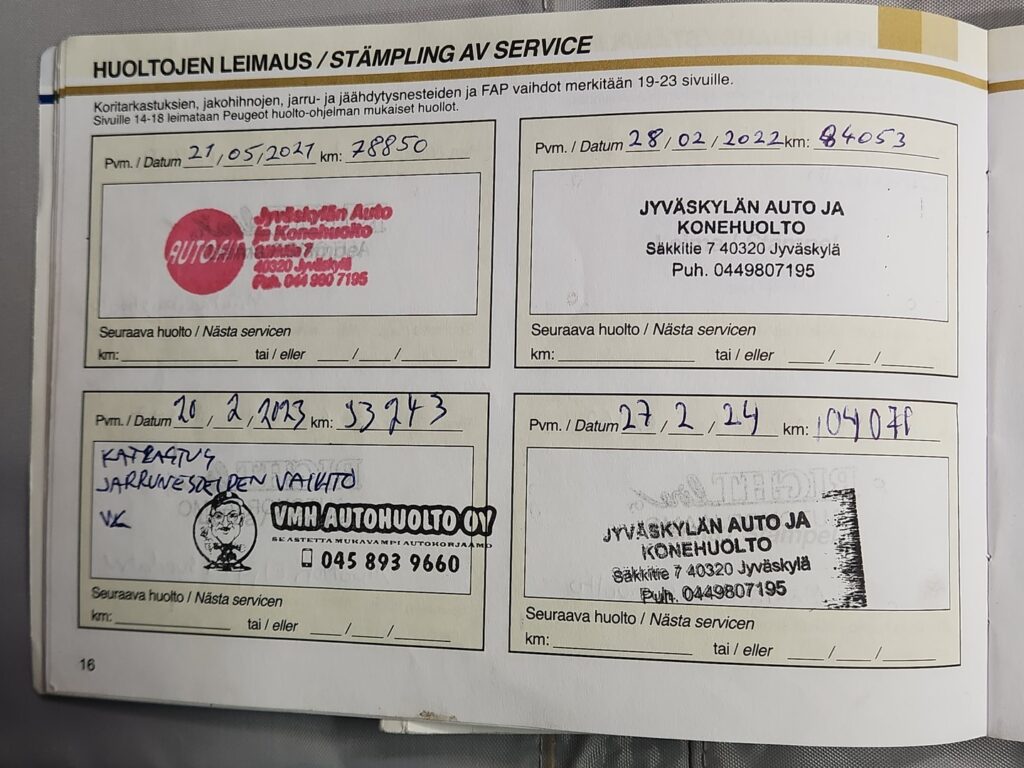 HUOLTOJEN LEIMAUS / STÄMPLING AV SERVICE
Koritarkastuksien, jakohihnojen, jarru- ja jäähdytysnesteiden ja FAP vaihdot merkitään 19-23 sivuille.
Sivuille 14-18 leimataan Peugeot huolto-ohjelman mukaiset huollot.
Pvm. / Datum 21/05/2021 km: 78850
AUTOFIX
Jyväskylän Auto
ja Konehuolto
7
40320 Jyväskylä
Puh. 044 980 7195
Seuraava huolto / Nästa servicen
km: tai / eller / /
Pvm. / Datum 28/02/2022 km: 84053
JYVÄSKYLÄN AUTO JA
KONEHUOLTO
Säkkitie 7 40320 Jyväskylä
Puh. 0449807195
Seuraava huolto / Nästa servicen
km: tai / eller / /
Pvm. / Datum 20/2/2023 km: 93243
KATSASTUS
JARRUNESTEIDEN VAIHTO
VMH AUTOHUOLTO OY
045 893 9660
Seuraava huolto / Nästa servicen
km: tai / eller / /
Pvm. / Datum 27/2/24 km: 104078
JYVÄSKYLÄN AUTO JA
KONEHUOLTO
Säkkitie 7 40320 Jyväskylä
Puh. 0449807195
Seuraava huolto / Nästa servicen
km: tai / eller / /
16